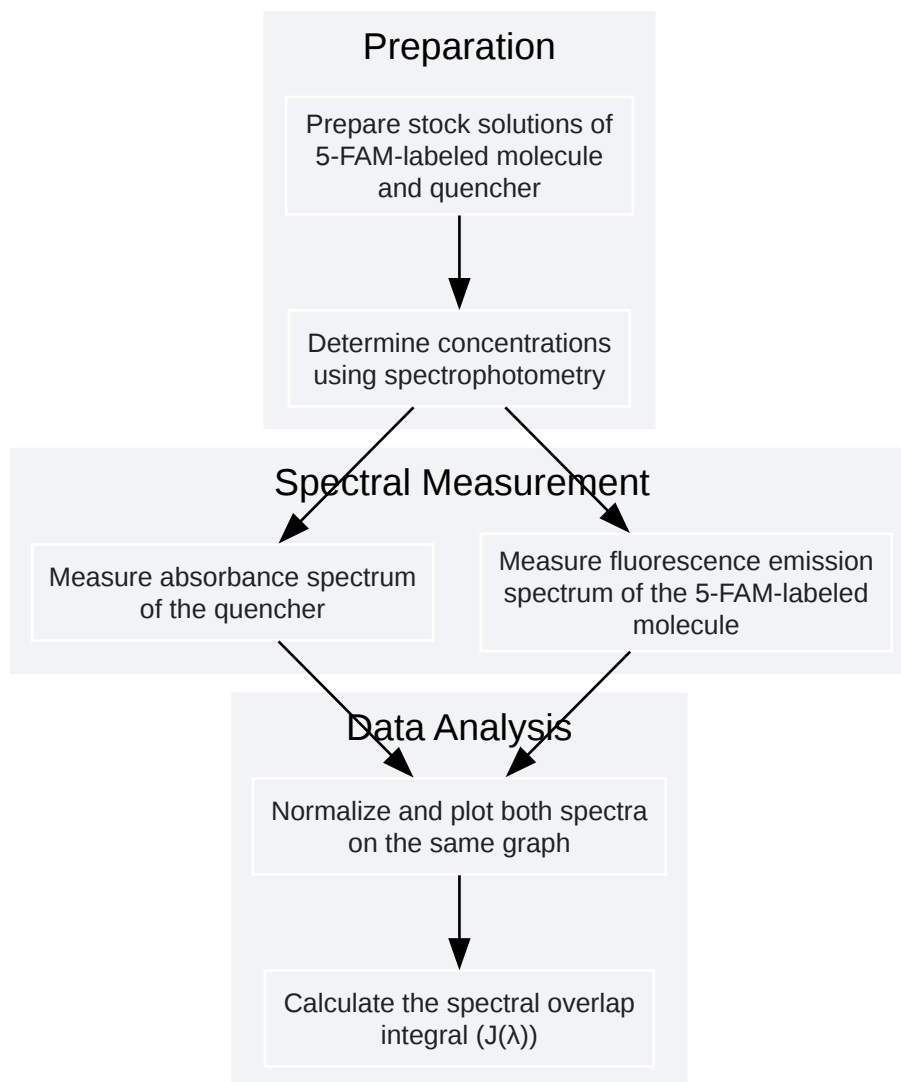 Preparation
Prepare stock solutions of
5-FAM-labeled molecule
and quencher
Determine concentrations
using spectrophotometry
Spectral Measurement
Measure absorbance spectrum
of the quencher
Measure fluorescence emission
spectrum of the 5-FAM-labeled
molecule
Data Analysis
Normalize and plot both spectra
on the same graph
Calculate the spectral overlap
integral (J(λ))